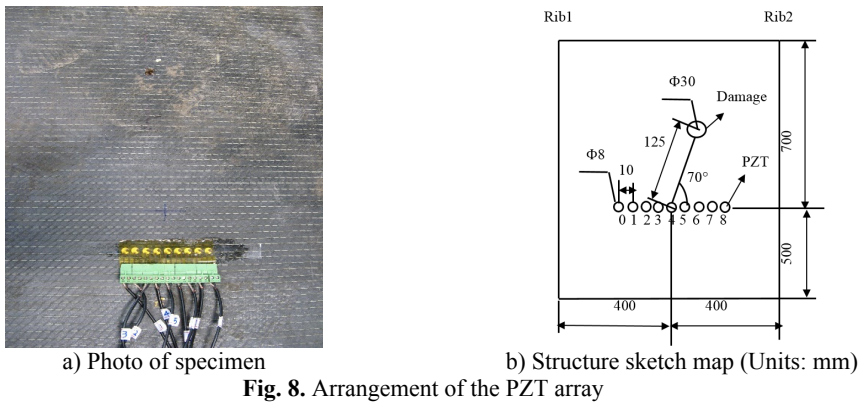 Rib1 Rib2
Φ30
Damage
125
700
Φ8
10
PZT
70°
0 1 2 3 4 5 6 7 8
500
400 400
a) Photo of specimen b) Structure sketch map (Units: mm)
Fig. 8. Arrangement of the PZT array